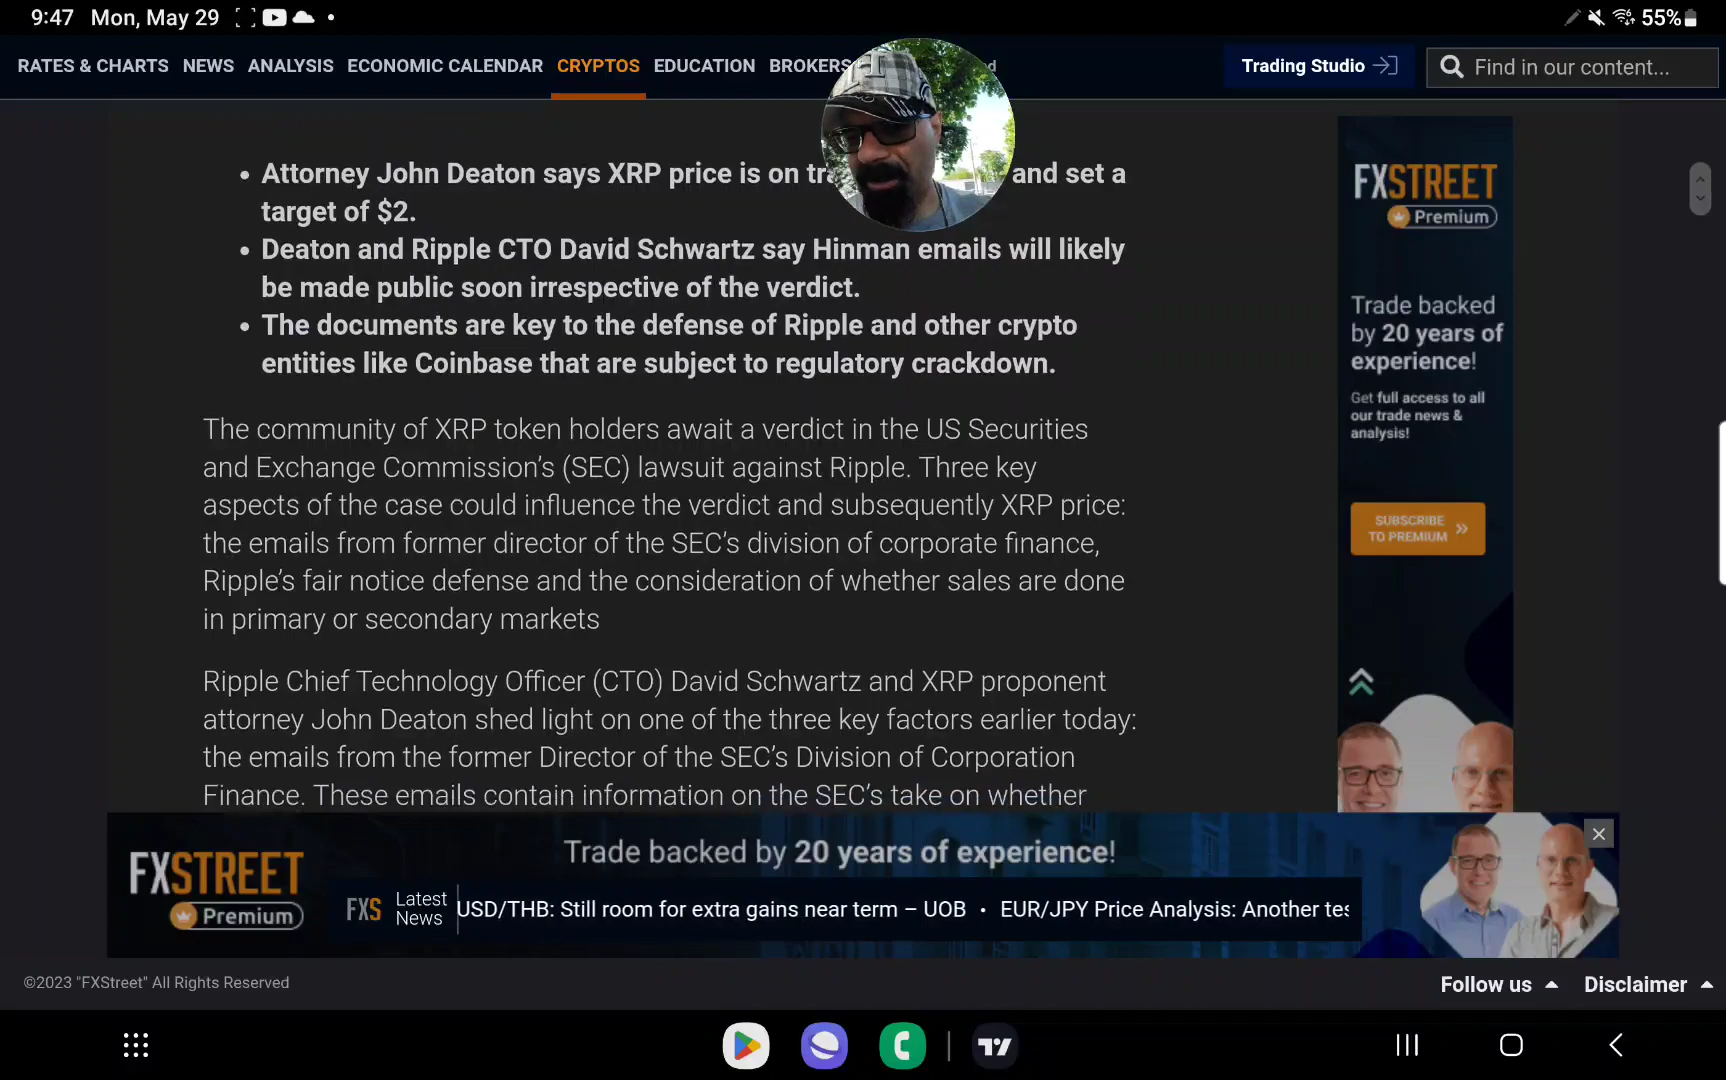 9:47 Mon, May 29
55%
RATES & CHARTS NEWS ANALYSIS ECONOMIC CALENDAR CRYPTOS EDUCATION BROKERS
Trading Studio
Find in our content...
• Attorney John Deaton says XRP price is on and set a
target of $2.
• Deaton and Ripple CTO David Schwartz say Hinman emails will likely
be made public soon irrespective of the verdict.
• The documents are key to the defense of Ripple and other crypto
entities like Coinbase that are subject to regulatory crackdown.
The community of XRP token holders await a verdict in the US Securities
and Exchange Commission’s (SEC) lawsuit against Ripple. Three key
aspects of the case could influence the verdict and subsequently XRP price:
the emails from former director of the SEC’s division of corporate finance,
Ripple’s fair notice defense and the consideration of whether sales are done
in primary or secondary markets
Ripple Chief Technology Officer (CTO) David Schwartz and XRP proponent
attorney John Deaton shed light on one of the three key factors earlier today:
the emails from the former Director of the SEC’s Division of Corporation
Finance. These emails contain information on the SEC’s take on whether
FXSTREET
Premium
Trade backed
by 20 years of
experience!
Get full access to all
our trade news &
analysis!
SUBSCRIBE
TO PREMIUM
FXSTREET
Premium
Trade backed by 20 years of experience!
FXS Latest
News
USD/THB: Still room for extra gains near term – UOB • EUR/JPY Price Analysis: Another
©2023 "FXStreet" All Rights Reserved
Follow us
Disclaimer